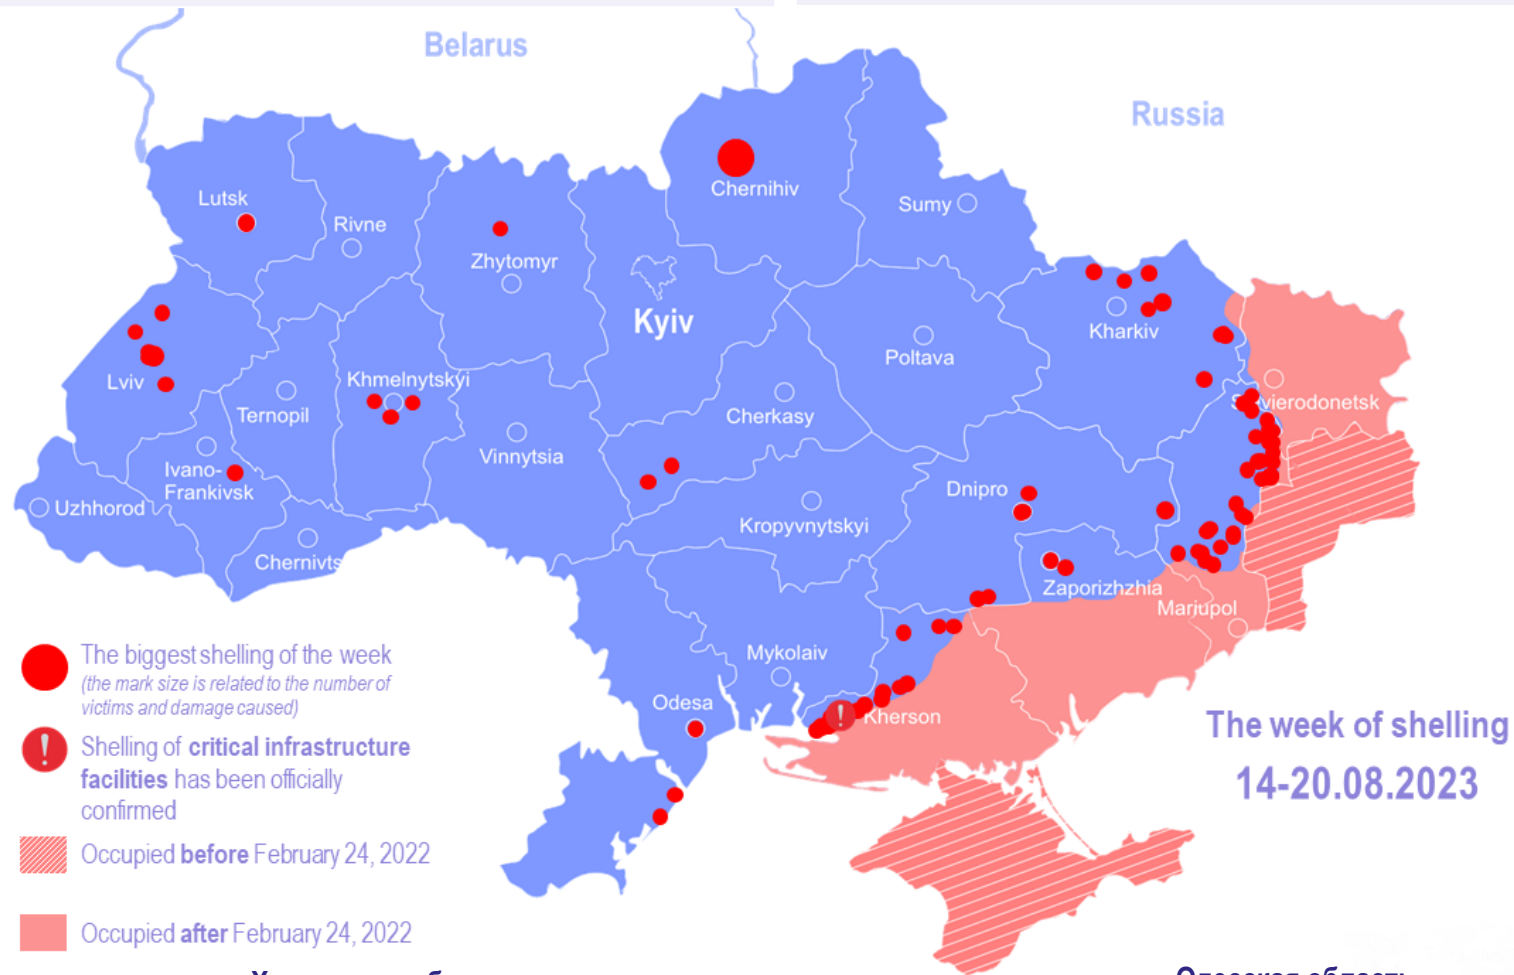 Belarus
Russia
Chernihiv
Lutsk
Sumy
Rivne
Zhytomyr
Kyiv
Kharkiv
Poltava
Lviv
Khmelnytskyi
Ternopil
Cherkasy
vierodonetsk
Vinnytsia
Ivano-
Frankivsk
Uzhhorod
Dnipro
Kropyvnytskyi
Chernivts
Zaporizhzhia
Mariupol
Mykolaiv
Odesa
Kherson
!
The biggest shelling of the week
(the mark size is related to the number of
victims and damage caused)
!
Shelling of critical infrastructure
facilities has been officially
confirmed
Occupied before February 24, 2022
Occupied after February 24, 2022
The week of shelling
14-20.08.2023
Одесская область